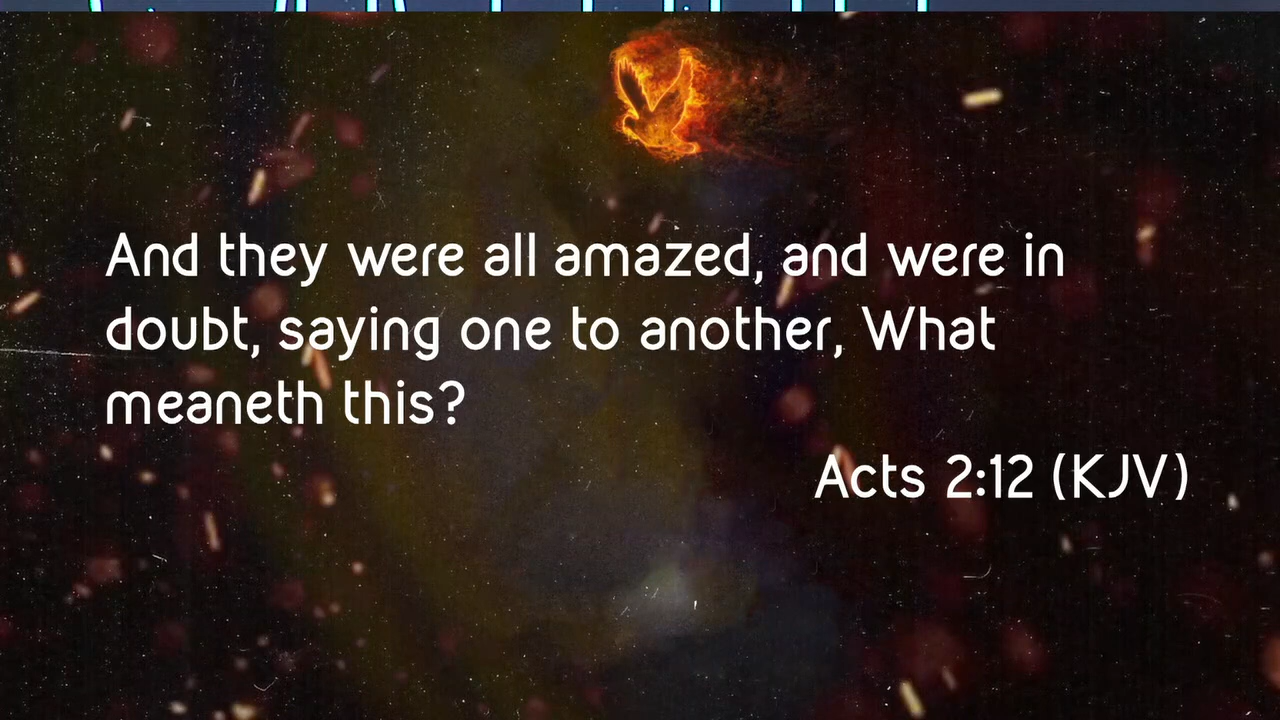 And they were all amazed, and were in
doubt, saying one to another, What
meaneth this?
Acts 2:12 (KJV)